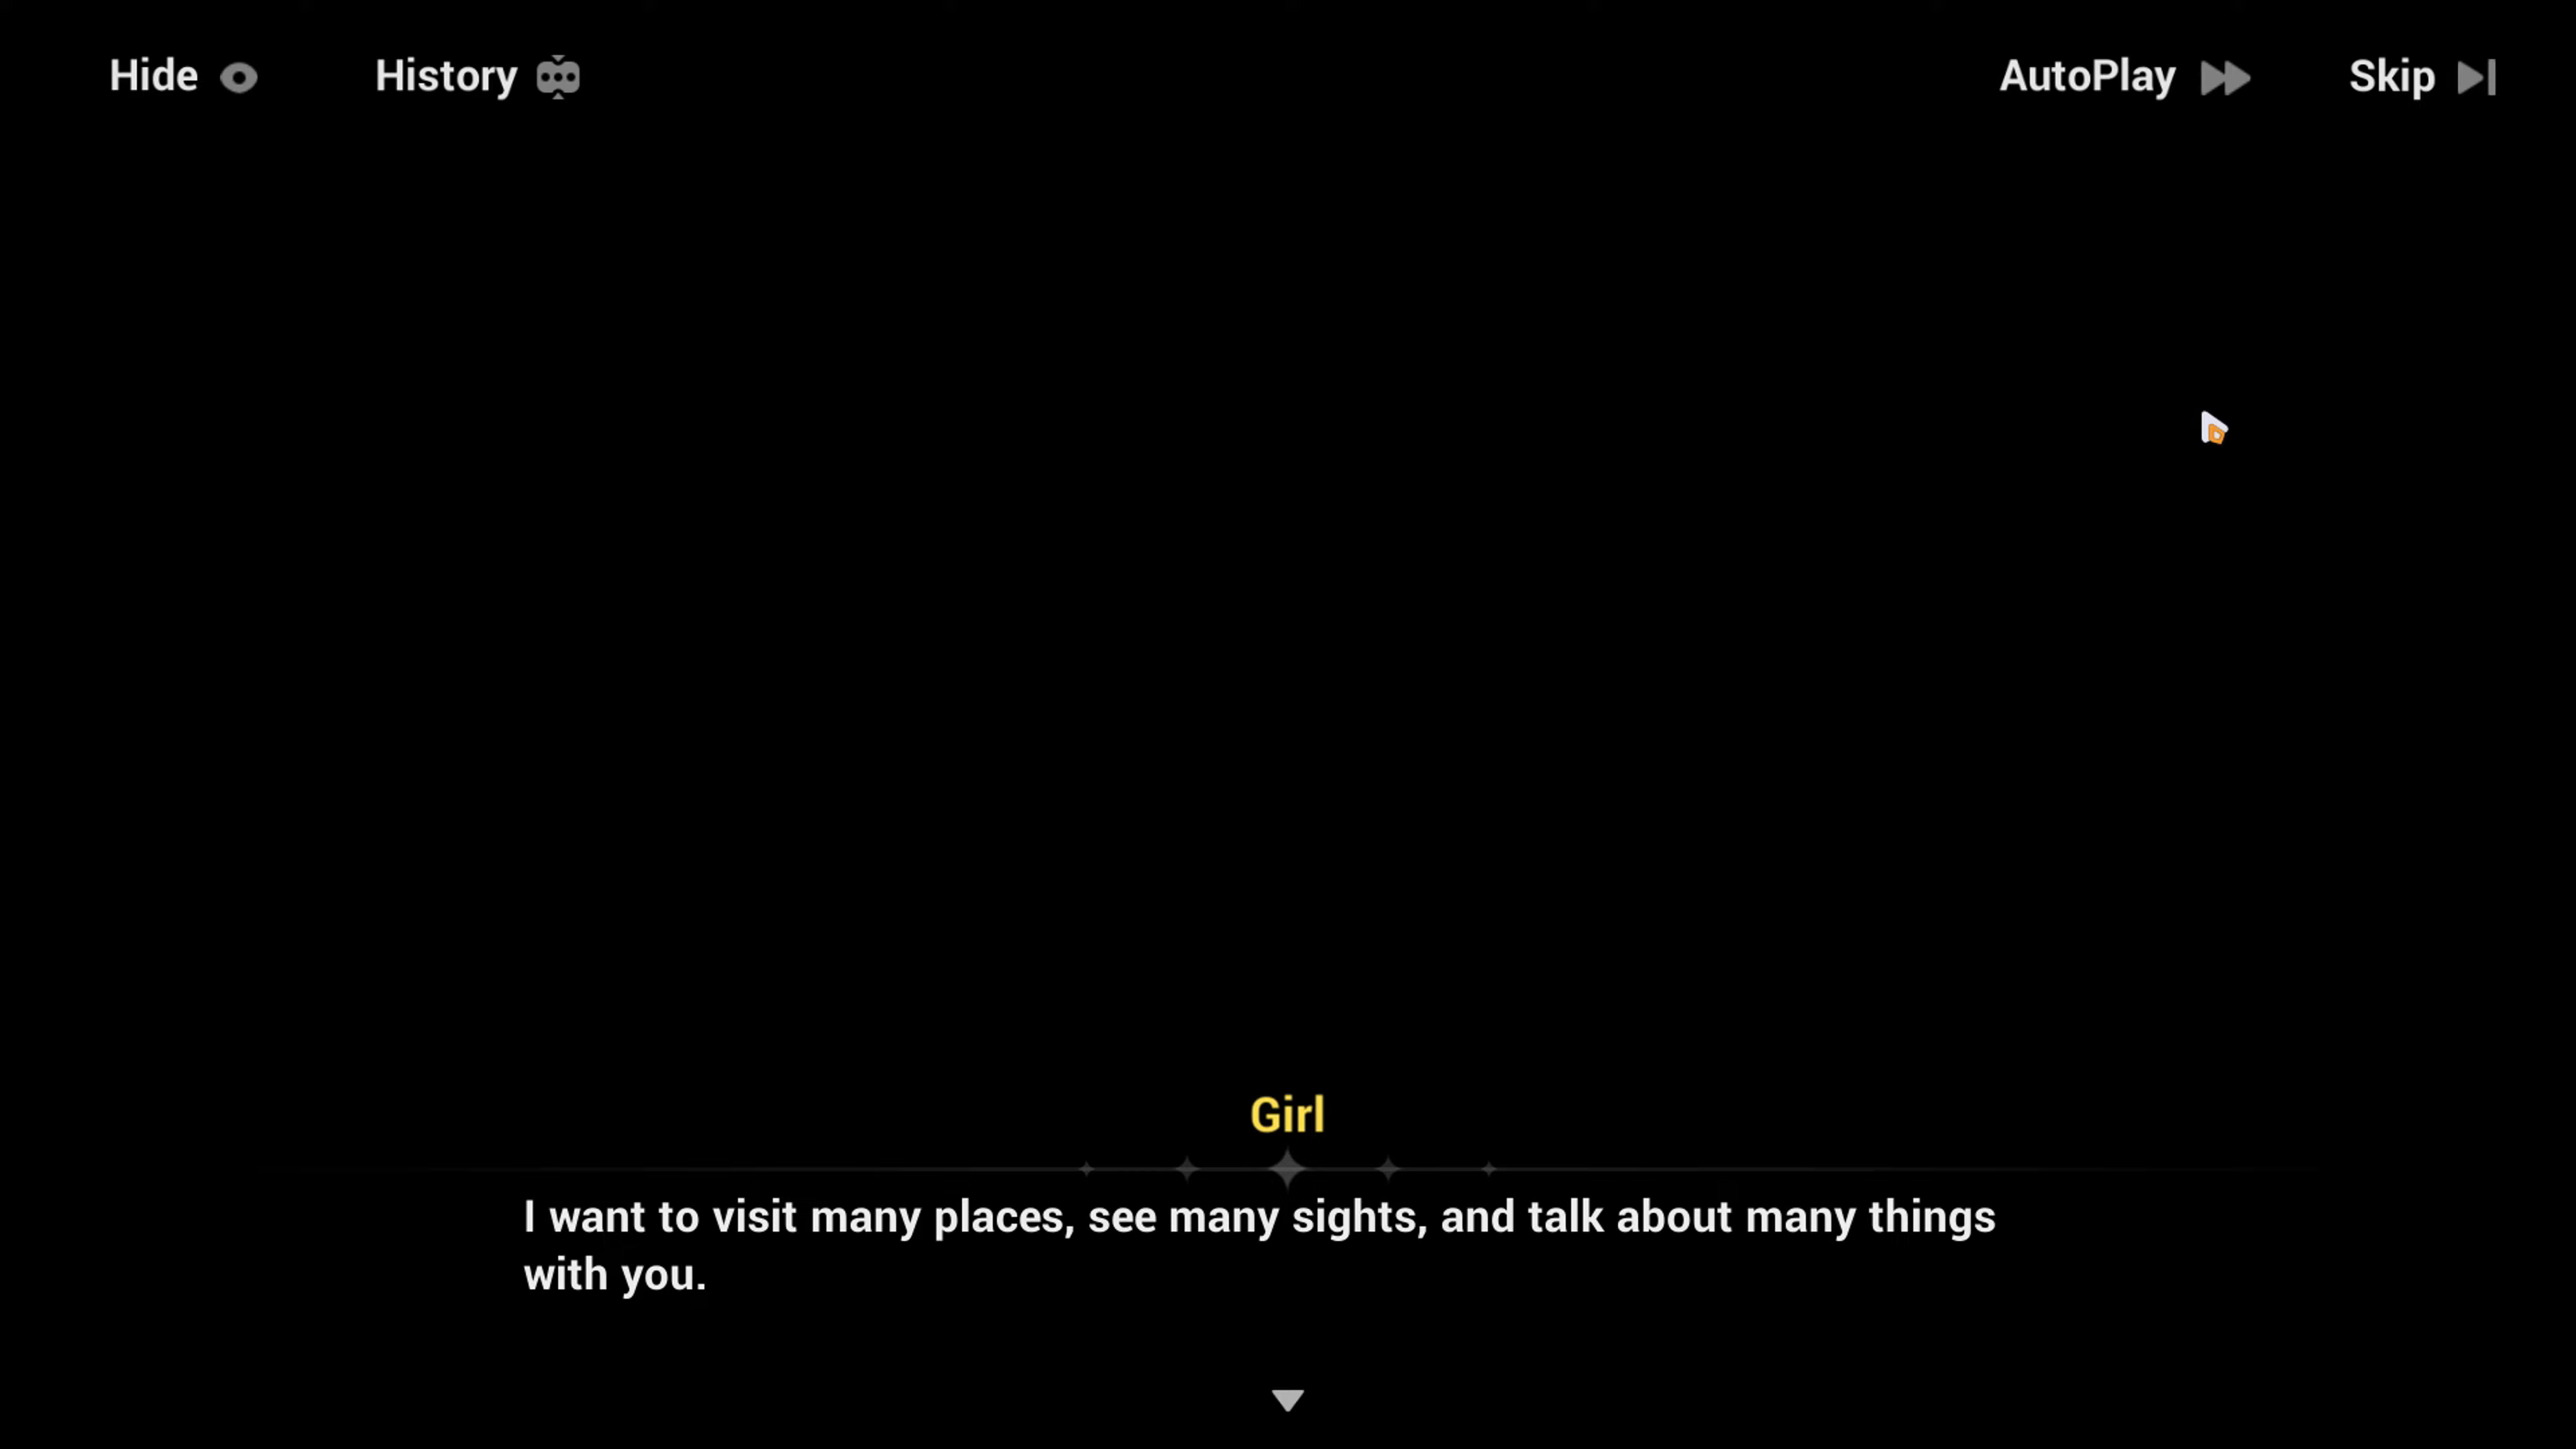 Hide
History
AutoPlay
Skip
Girl
I want to visit many places, see many sights, and talk about many things
with you.